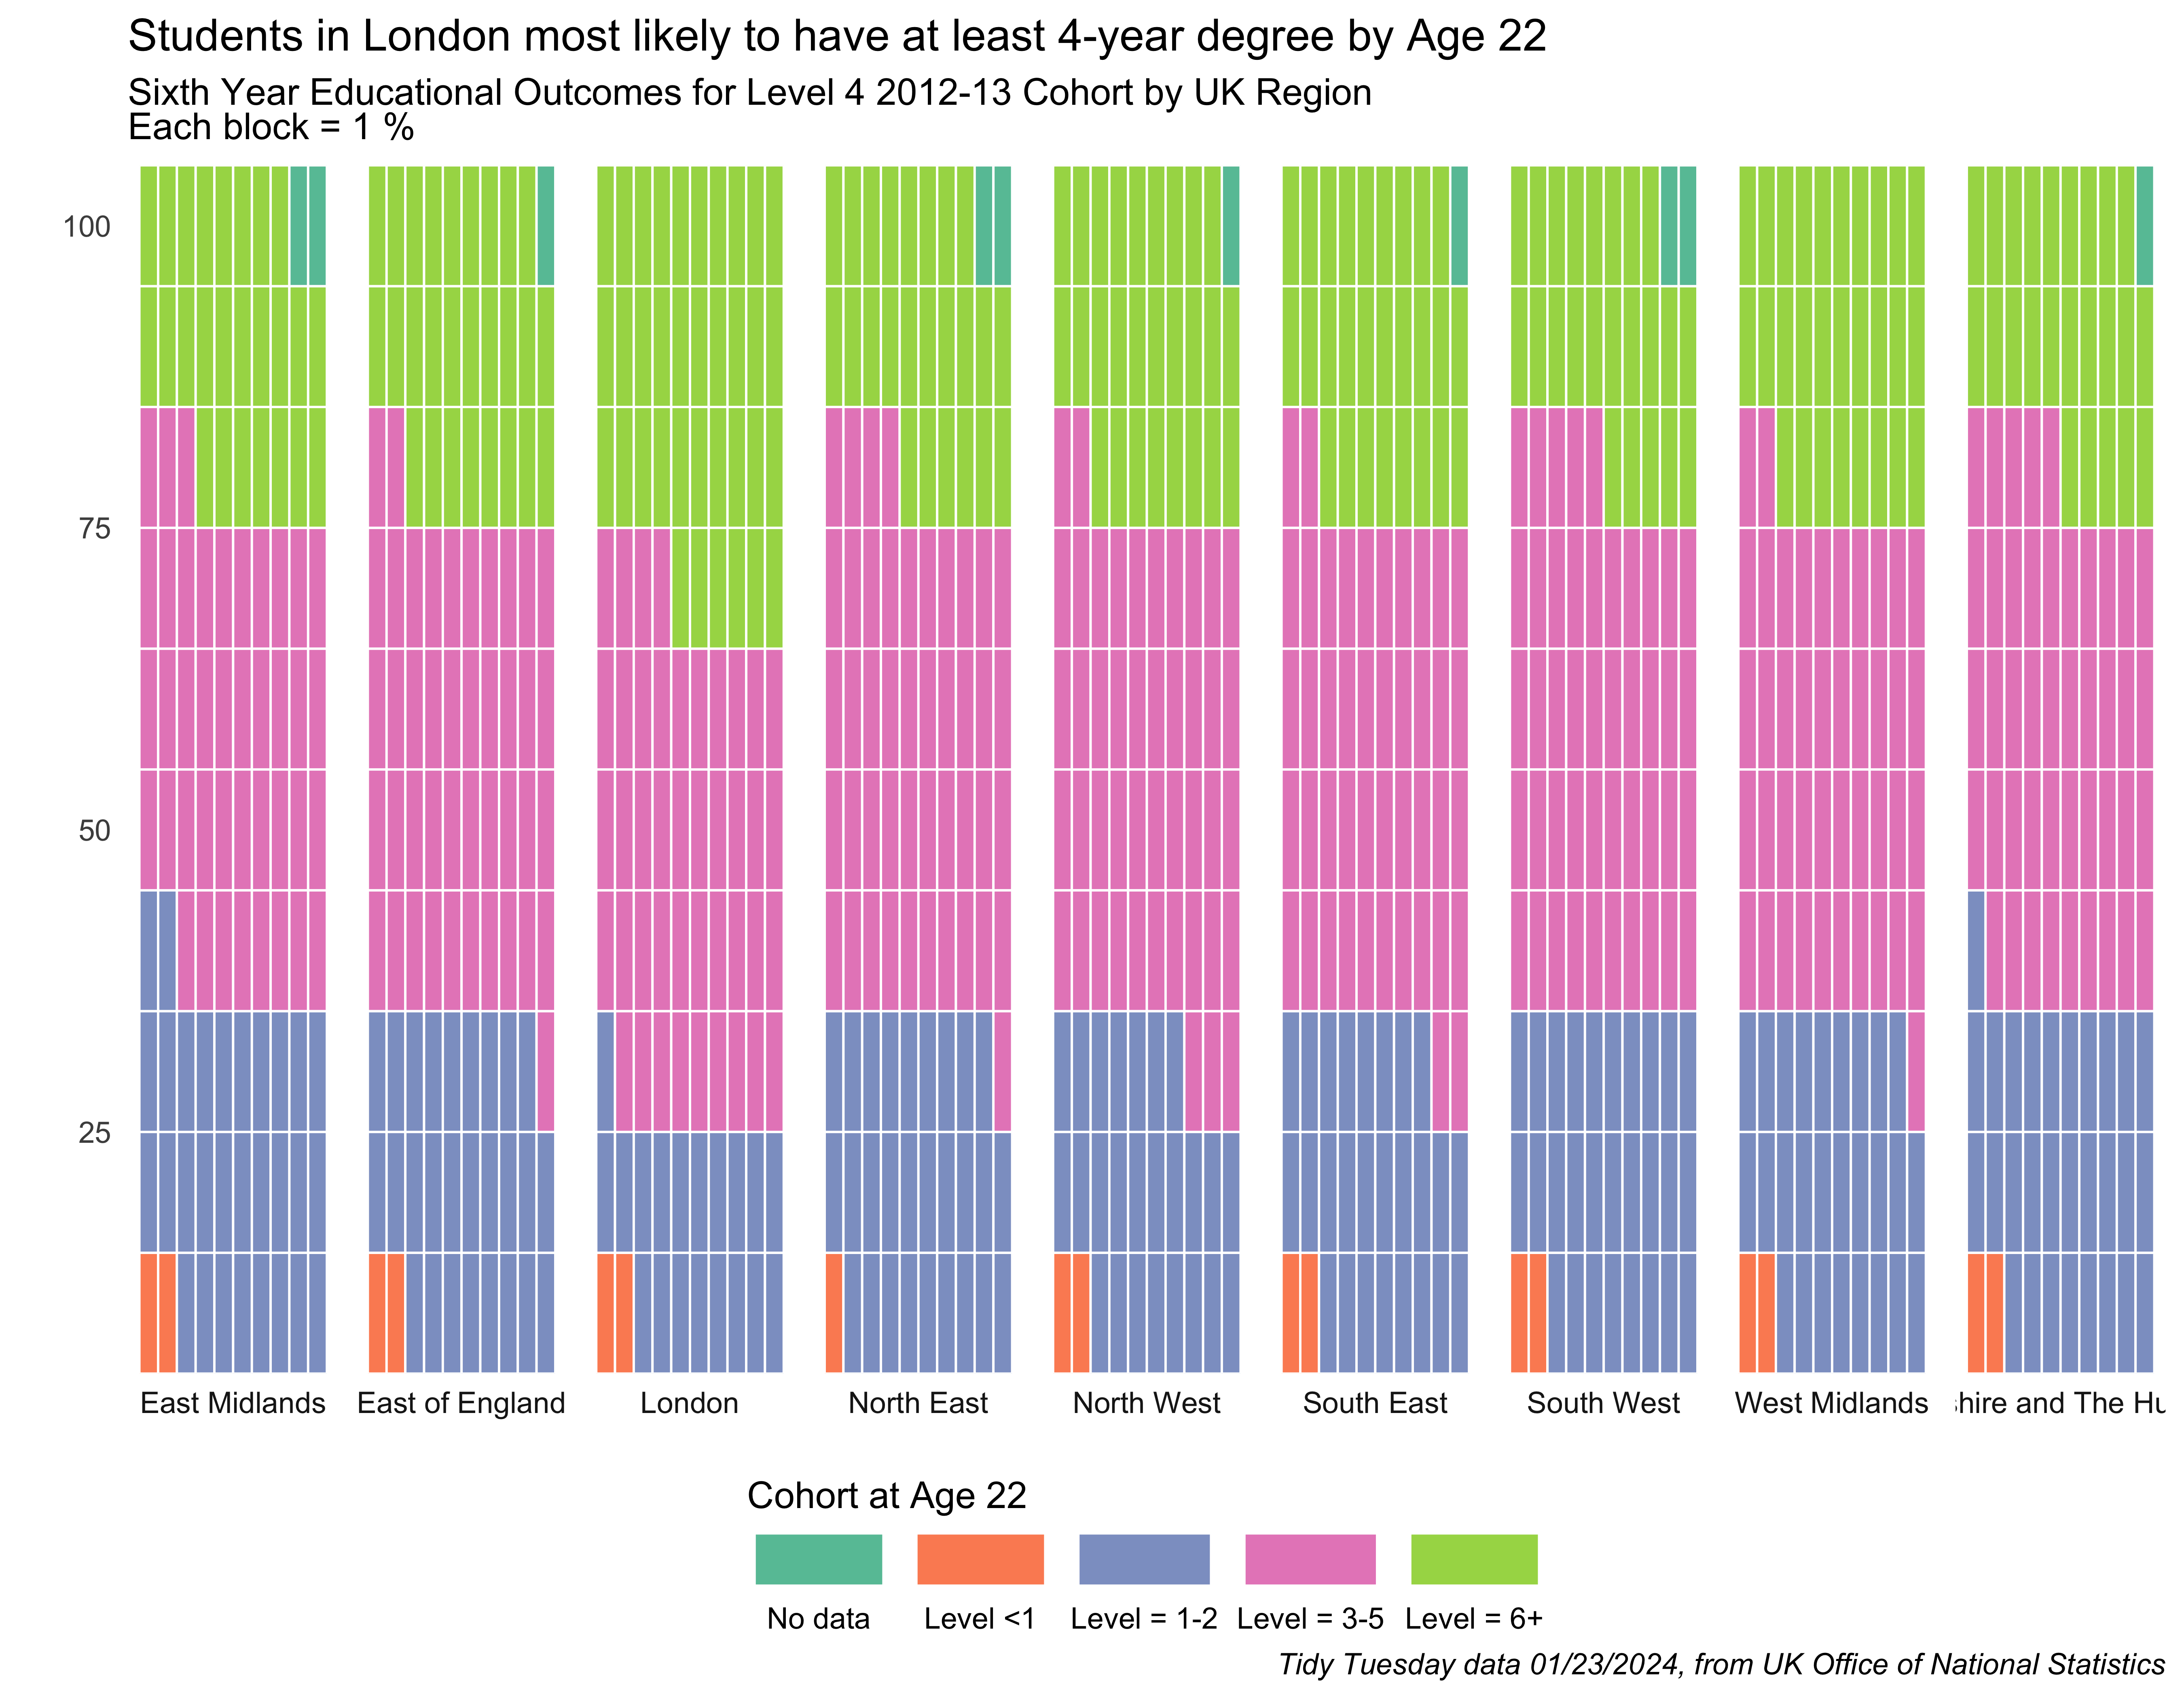 Students in London most likely to have at least 4-year degree by Age 22
Sixth Year Educational Outcomes for Level 4 2012-13 Cohort by UK Region
Each block = 1 %
100
75
50
25
East Midlands East of England London North East North West South East South West West Midlands shire and The Hu
Cohort at Age 22
No data Level <1 Level = 1-2 Level = 3-5 Level = 6+
Tidy Tuesday data 01/23/2024, from UK Office of National Statistics